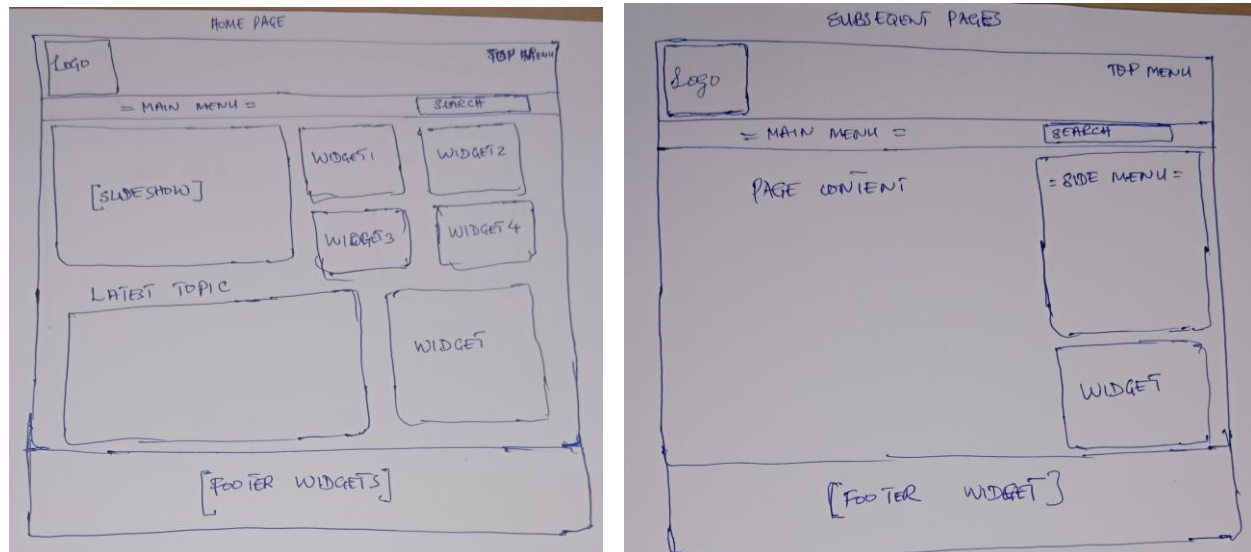 HOME PAGE
LOGO
TOP MENU
= MAIN MENU =
SEARCH
[SLIDESHOW]
WIDGET1
WIDGET2
WIDGET3
WIDGET4
LATEST TOPIC
WIDGET
[FOOTER WIDGETS]
SUBSEQENT PAGES
Logo
TOP MENU
= MAIN MENU =
SEARCH
PAGE CONTENT
= SIDE MENU =
WIDGET
[FOOTER WIDGET]